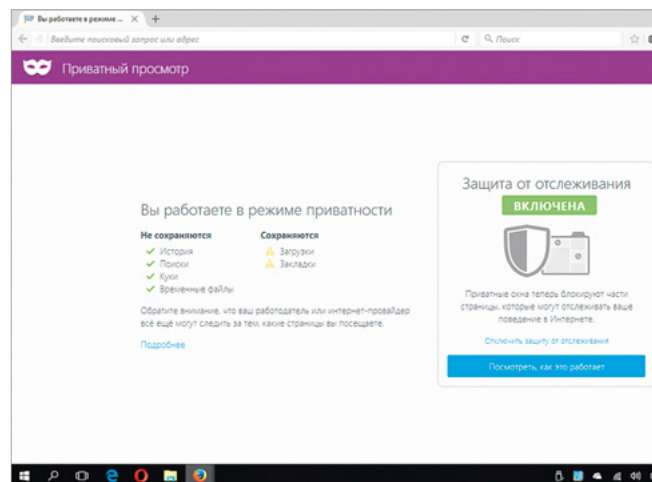 Вы работаете в режиме ...
Введите поисковый запрос или адрес
Поиск
Приватный просмотр
Вы работаете в режиме приватности
Не сохраняются
Сохраняются
История
Поиски
Куки
Временные файлы
Загрузки
Закладки
Обратите внимание, что ваш работодатель или интернет-провайдер
всё ещё могут следить за тем, какие страницы вы посещаете.
Подробнее
Защита от отслеживания
ВКЛЮЧЕНА
Приватные окна теперь блокируют части
страницы, которые могут отслеживать ваше
поведение в Интернете.
Отключить защиту от отслеживания
Посмотреть, как это работает